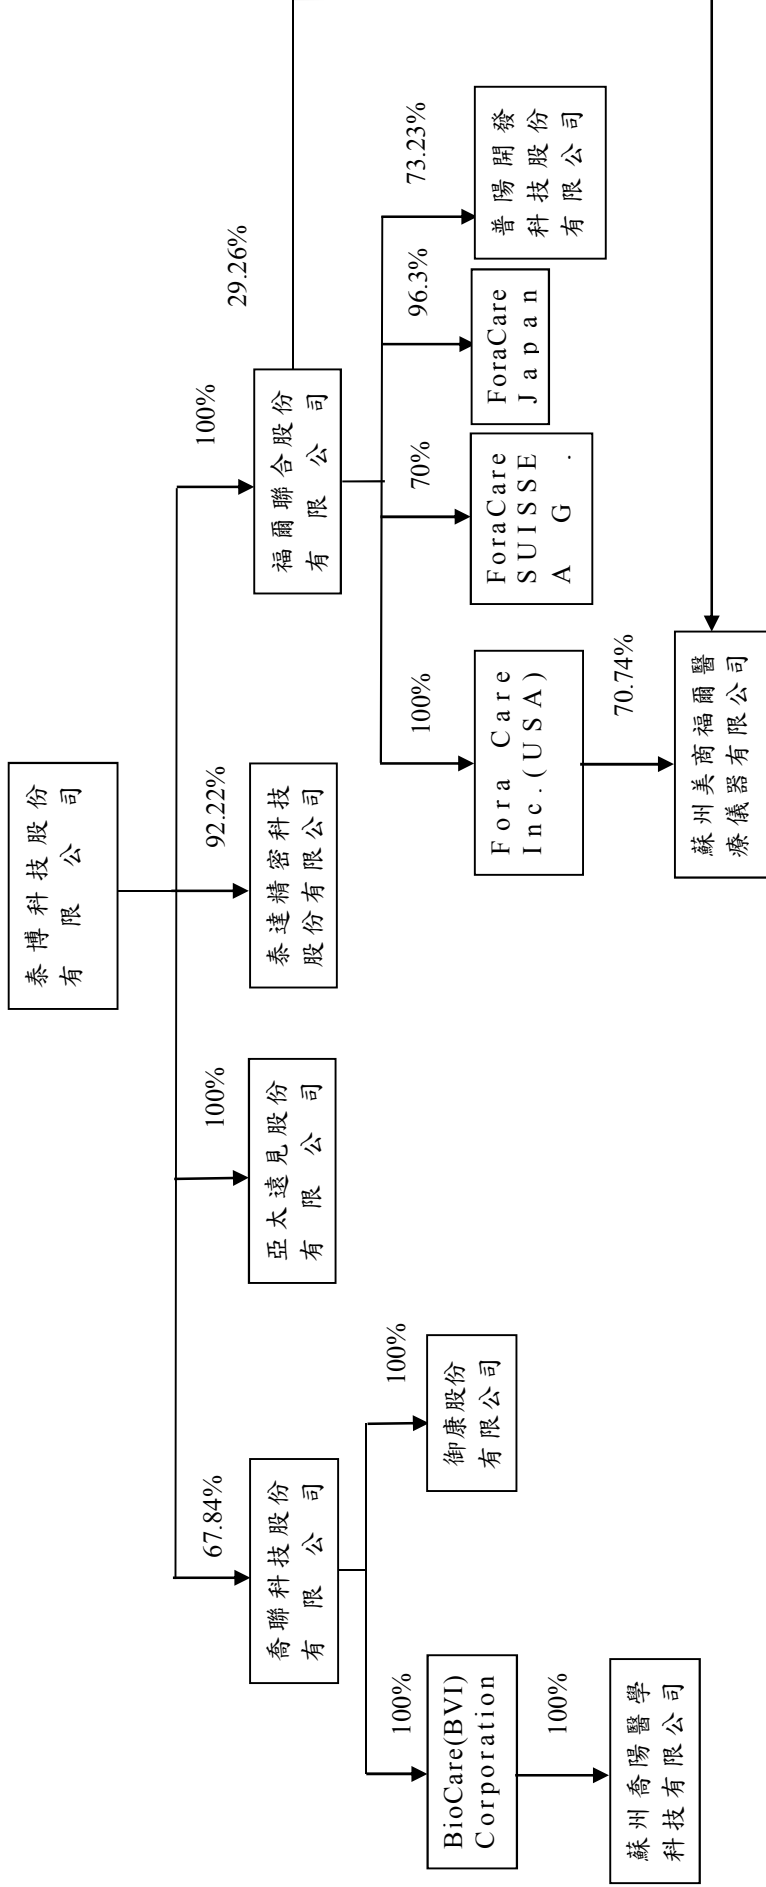 泰博科技股份
有限公司
67.84%
100%
92.22%
100%
29.26%
喬聯科技股份
有限公司
亞太遠見股份
有限公司
泰達精密科技
股份有限公司
福爾聯合股份
有限公司
100%
100%
100%
70%
96.3%
73.23%
BioCare(BVI)
Corporation
御康股份
有限公司
Fora Care
Inc.(USA)
ForaCare
SUISSE
AG.
ForaCare
Japan
普陽開發
科技股份
有限公司
100%
70.74%
蘇州喬陽醫學
科技有限公司
蘇州美商福爾醫
療儀器有限公司